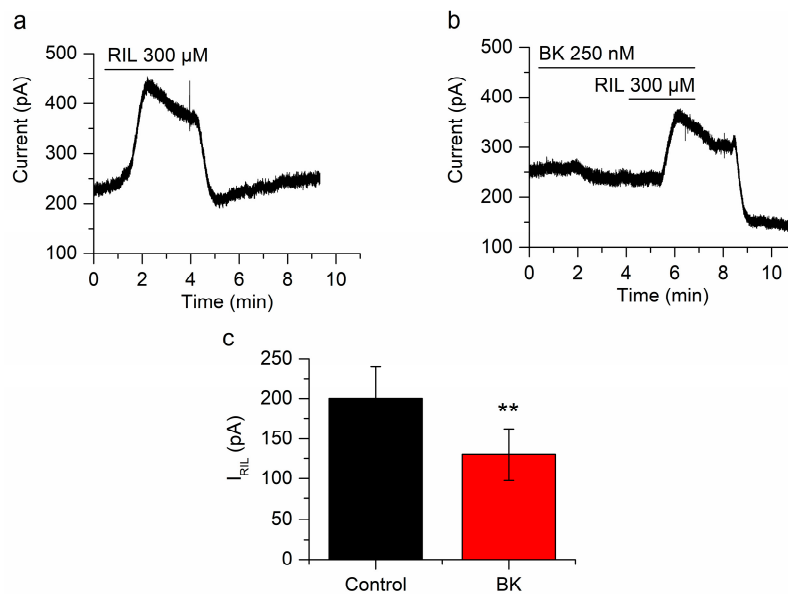 a
RIL 300 µM
500
400
300
200
100
Current (pA)
0 2 4 6 8 10
Time (min)
b
BK 250 nM
RIL 300 µM
500
400
300
200
100
Current (pA)
0 2 4 6 8 10
Time (min)
c
250
200
150
100
50
0
I_RIL (pA)
**
Control BK